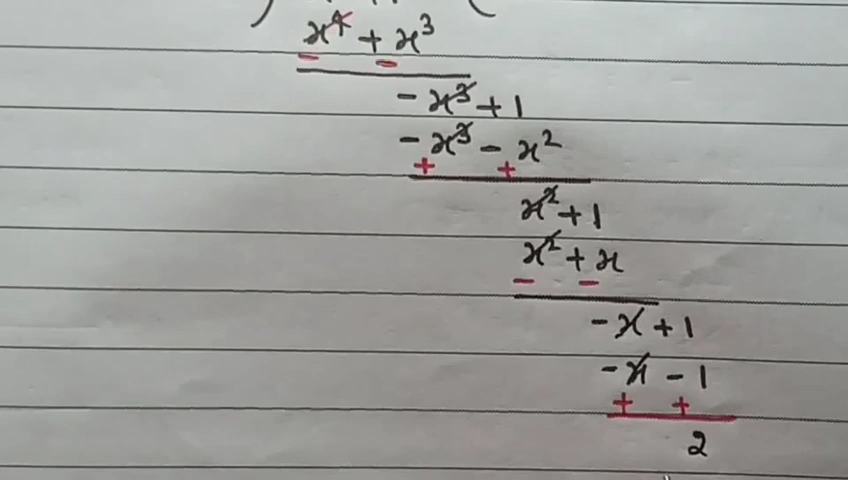 x⁴ + x³
- -
- x³ + 1
- x³ - x²
+ +
x² + 1
x² + x
- -
- x + 1
- x - 1
+ +
2